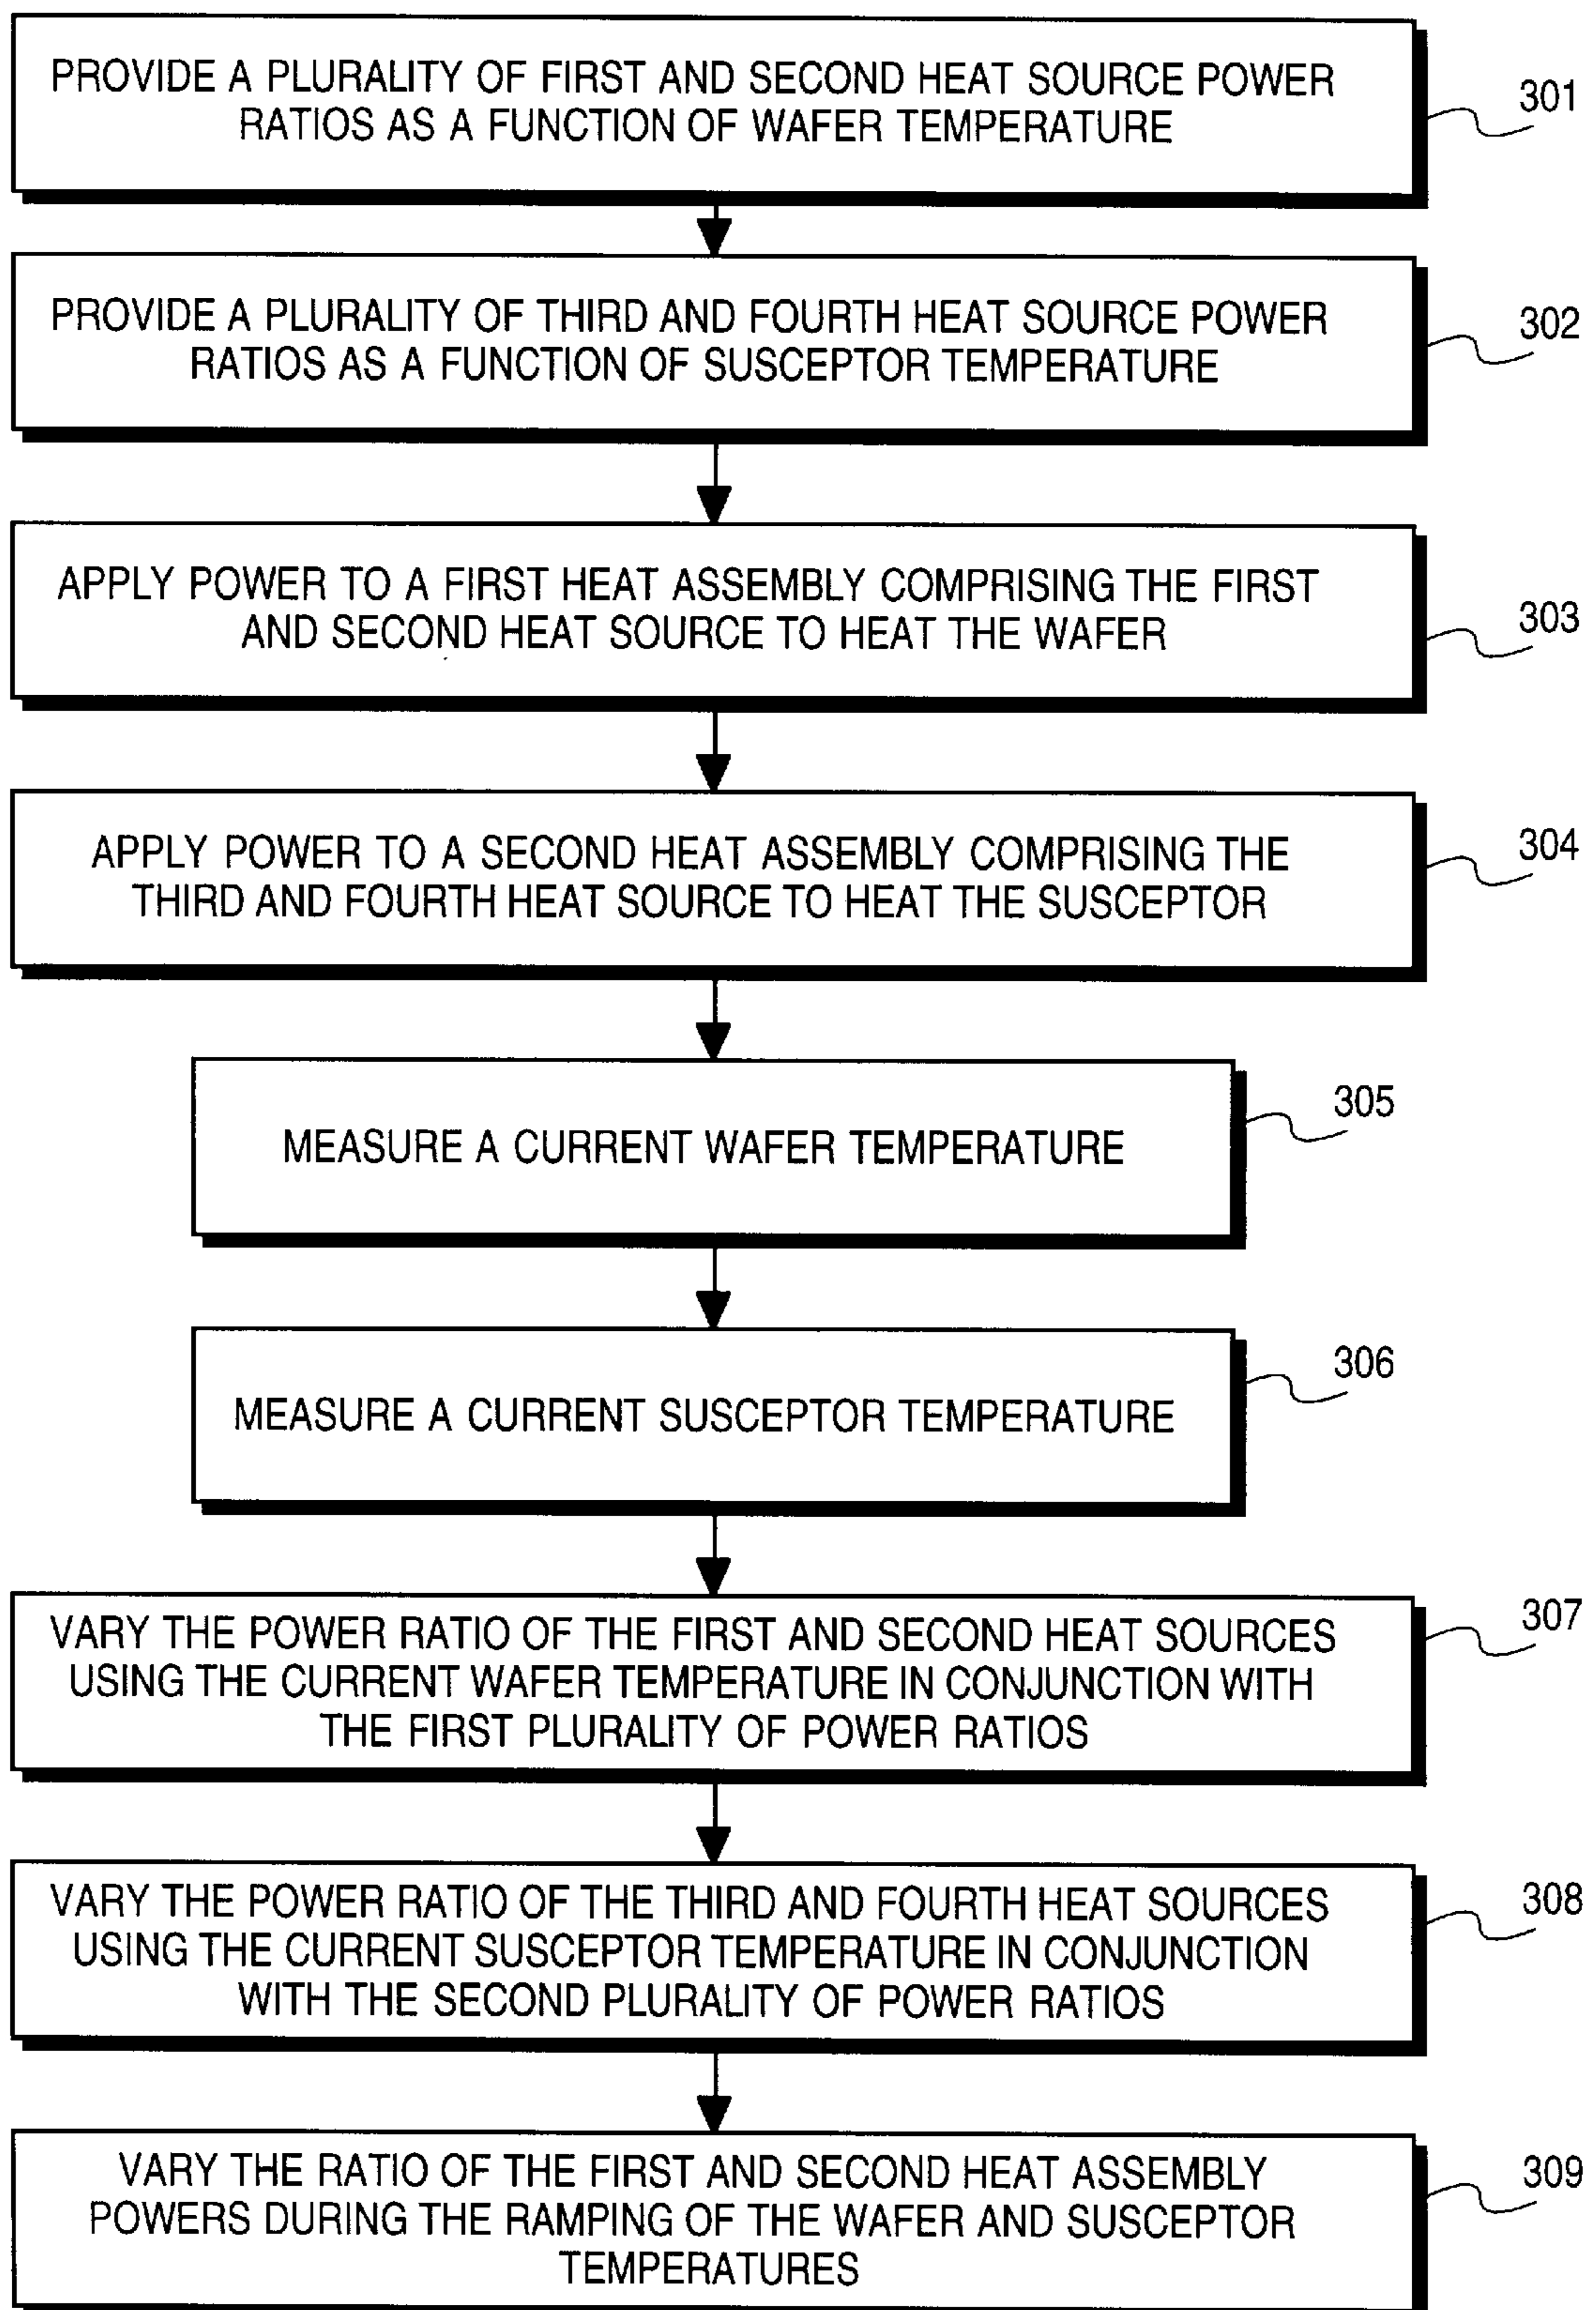 PROVIDE A PLURALITY OF FIRST AND SECOND HEAT SOURCE POWER
RATIOS AS A FUNCTION OF WAFER TEMPERATURE
301
PROVIDE A PLURALITY OF THIRD AND FOURTH HEAT SOURCE POWER
RATIOS AS A FUNCTION OF SUSCEPTOR TEMPERATURE
302
APPLY POWER TO A FIRST HEAT ASSEMBLY COMPRISING THE FIRST
AND SECOND HEAT SOURCE TO HEAT THE WAFER
303
APPLY POWER TO A SECOND HEAT ASSEMBLY COMPRISING THE
THIRD AND FOURTH HEAT SOURCE TO HEAT THE SUSCEPTOR
304
MEASURE A CURRENT WAFER TEMPERATURE
305
MEASURE A CURRENT SUSCEPTOR TEMPERATURE
306
VARY THE POWER RATIO OF THE FIRST AND SECOND HEAT SOURCES
USING THE CURRENT WAFER TEMPERATURE IN CONJUNCTION WITH
THE FIRST PLURALITY OF POWER RATIOS
307
VARY THE POWER RATIO OF THE THIRD AND FOURTH HEAT SOURCES
USING THE CURRENT SUSCEPTOR TEMPERATURE IN CONJUNCTION
WITH THE SECOND PLURALITY OF POWER RATIOS
308
VARY THE RATIO OF THE FIRST AND SECOND HEAT ASSEMBLY
POWERS DURING THE RAMPING OF THE WAFER AND SUSCEPTOR
TEMPERATURES
309